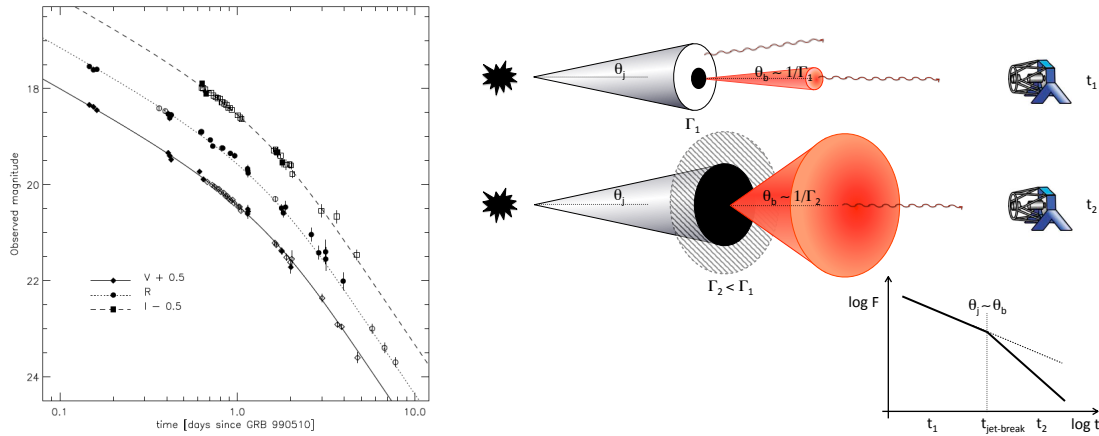 18
20
22
24
Observed magnitude
V + 0.5
R
I − 0.5
0.1
1.0
10.0
time [days since GRB 990510]
θj
θb ~ 1/Γ1
Γ1
t1
θj
θb ~ 1/Γ2
Γ2 < Γ1
t2
log F
θj ~ θb
t1
tjet-break
t2
log t